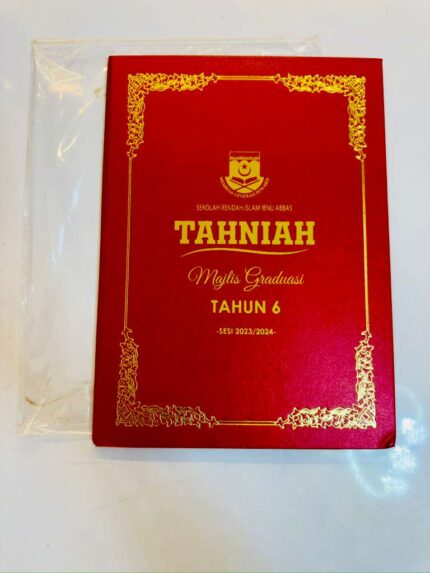 SEKOLAH RENDAH ISLAM IBNU ABBAS
TAHNIAH
Majlis Graduasi
TAHUN 6
-SESI 2023/2024-